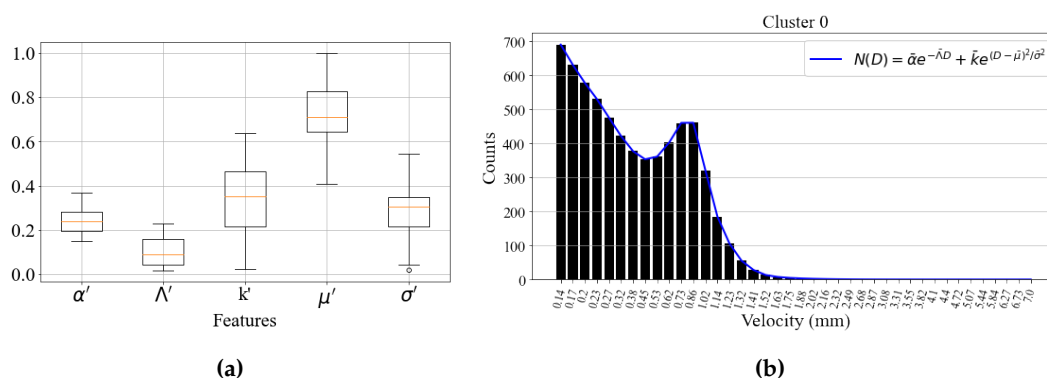 1.0
0.8
0.6
0.4
0.2
0.0
α′ Λ′ k' μ′ σ′
Features
(a)
Cluster 0
N(D) = ᾱe^{-Λ̄D} + k̄e^{(D-μ̄)²/σ̄²}
700
600
500
400
300
200
100
0
Counts
0.14 0.17 0.2 0.23 0.27 0.32 0.38 0.45 0.53 0.62 0.73 0.86 1.02 1.14 1.23 1.32 1.41 1.52 1.63 1.75 1.88 2.02 2.16 2.32 2.49 2.68 2.87 3.08 3.31 3.55 3.82 4.1 4.4 4.72 5.07 5.44 5.84 6.27 6.73 7.0
Velocity (mm)
(b)